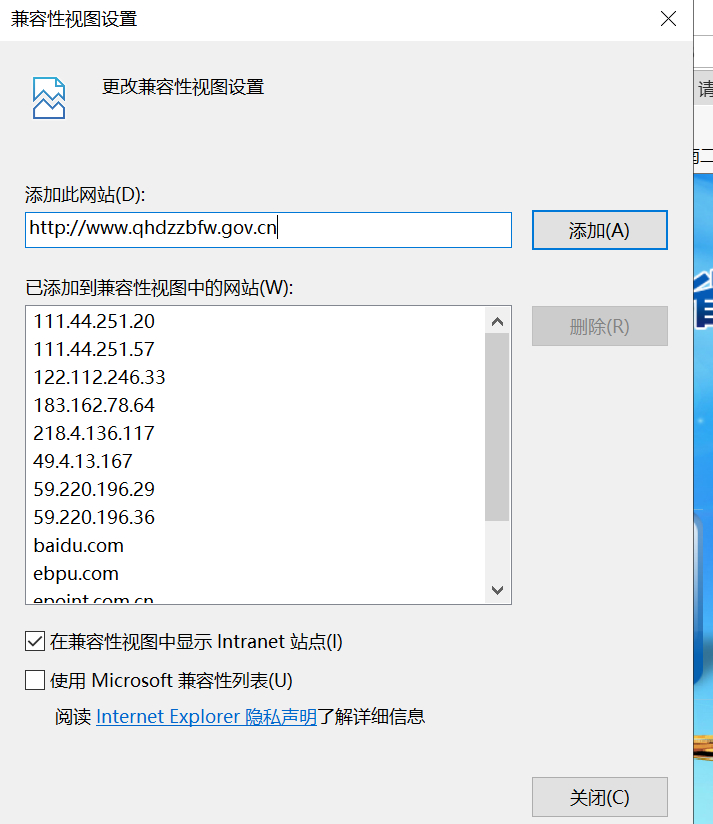 兼容性视图设置
更改兼容性视图设置
请
添加此网站(D):
http://www.qhdzzbfw.gov.cn
添加(A)
已添加到兼容性视图中的网站(W):
111.44.251.20
111.44.251.57
122.112.246.33
183.162.78.64
218.4.136.117
49.4.13.167
59.220.196.29
59.220.196.36
baidu.com
ebpu.com
epoint.com.cn
删除(R)
在兼容性视图中显示 Intranet 站点(I)
使用 Microsoft 兼容性列表(U)
阅读 Internet Explorer 隐私声明了解详细信息
关闭(C)